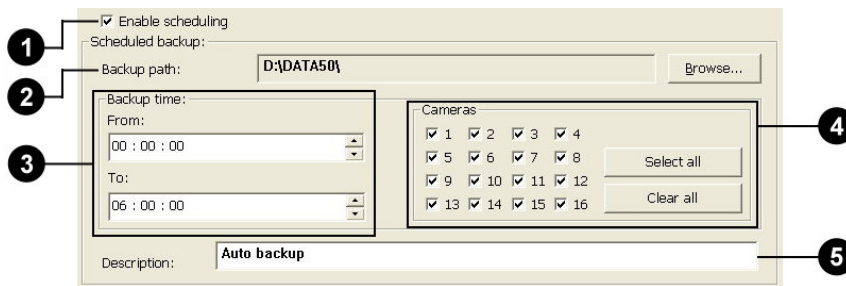 1
Enable scheduling
Scheduled backup:
2
Backup path:
D:\DATA50\
Browse...
3
Backup time:
From:
00 : 00 : 00
To:
06 : 00 : 00
Cameras
4
1 2 3 4
5 6 7 8
9 10 11 12
13 14 15 16
Select all
Clear all
Description:
Auto backup
5